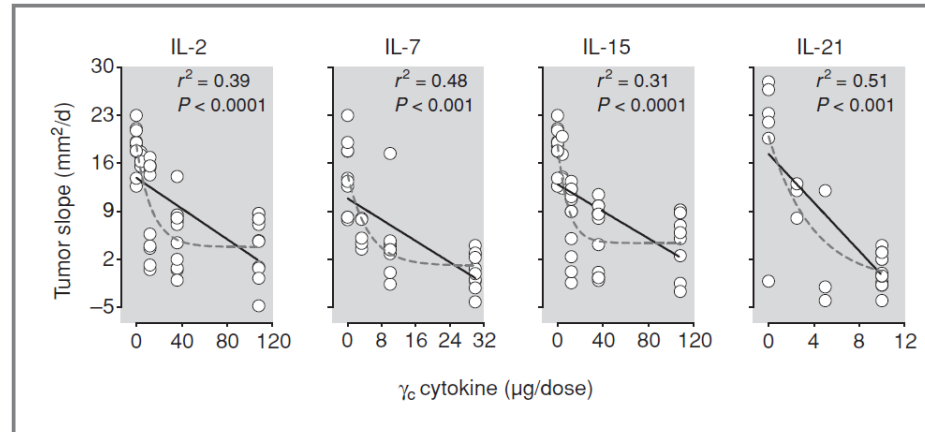 IL-2 IL-7 IL-15 IL-21
30
23
16
9
2
−5
r² = 0.39
P < 0.0001
r² = 0.48
P < 0.001
r² = 0.31
P < 0.0001
r² = 0.51
P < 0.001
Tumor slope (mm²/d)
0 40 80 120
0 8 16 24 32
0 40 80 120
0 4 8 12
γc cytokine (μg/dose)